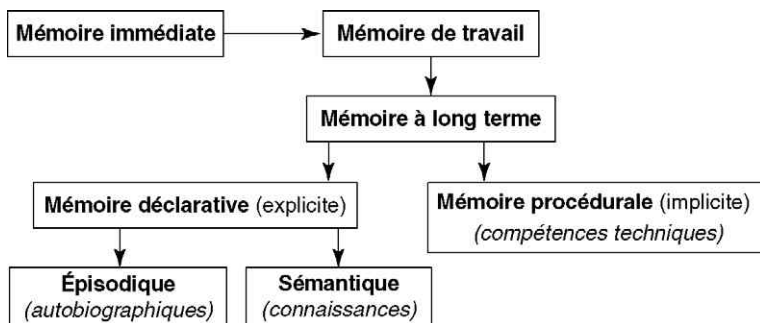 Mémoire immédiate
Mémoire de travail
Mémoire à long terme
Mémoire déclarative (explicite)
Mémoire procédurale (implicite)
(compétences techniques)
Épisodique
(autobiographiques)
Sémantique
(connaissances)